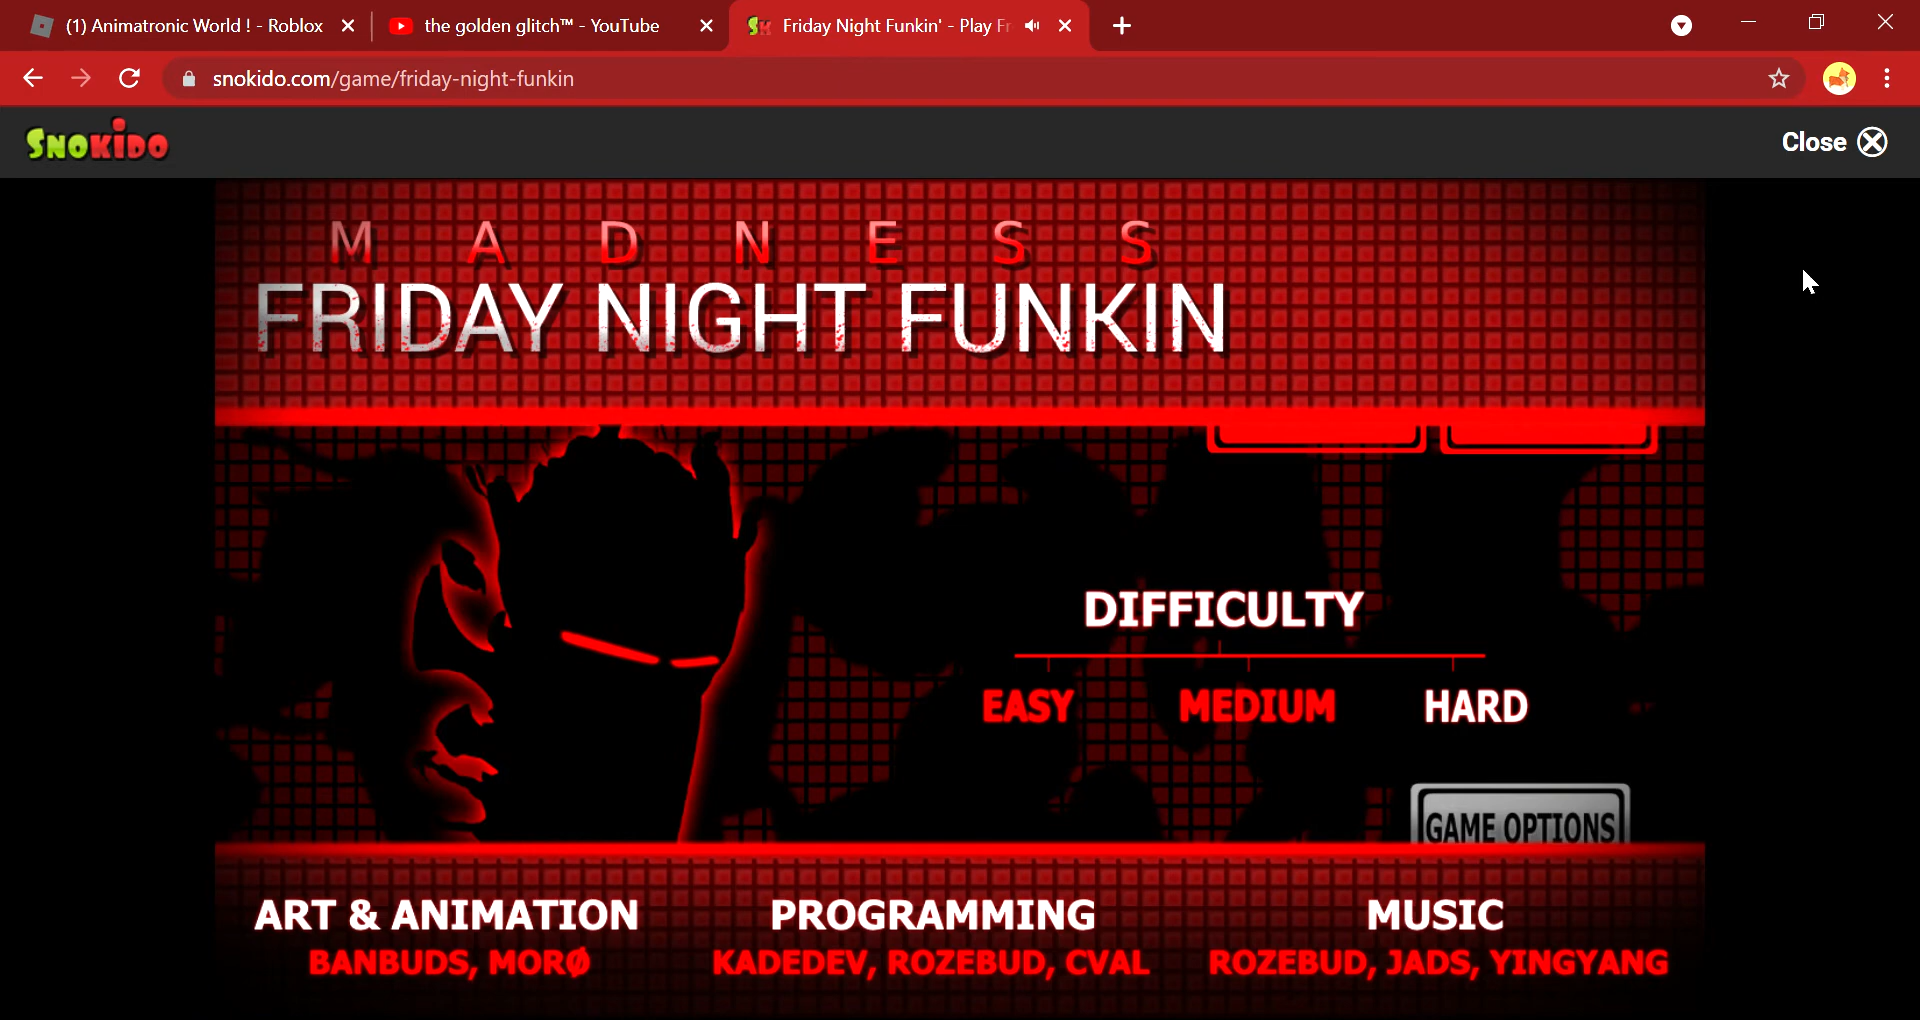 (1) Animatronic World ! - Roblox
the golden glitch™ - YouTube
Friday Night Funkin' - Play Fr
snokido.com/game/friday-night-funkin
SNOKIDO
Close
MADNESS
FRIDAY NIGHT FUNKIN
DIFFICULTY
EASY MEDIUM HARD
GAME OPTIONS
ART & ANIMATION
BANBUDS, MORØ
PROGRAMMING
KADEDEV, ROZEBUD, CVAL
MUSIC
ROZEBUD, JADS, YINGYANG